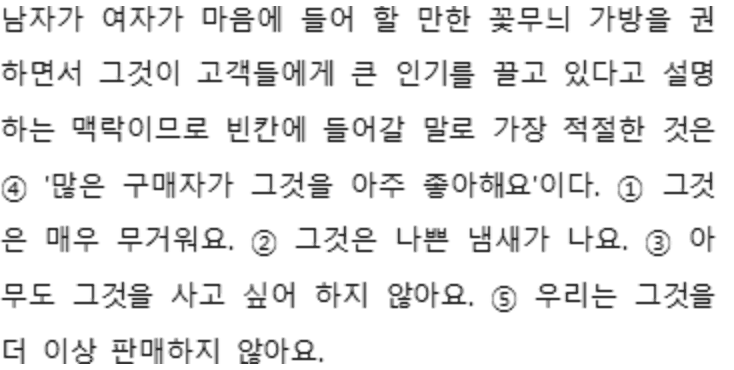 남자가 여자가 마음에 들어 할 만한 꽃무늬 가방을 권
하면서 그것이 고객들에게 큰 인기를 끌고 있다고 설명
하는 맥락이므로 빈칸에 들어갈 말로 가장 적절한 것은
④ '많은 구매자가 그것을 아주 좋아해요'이다. ① 그것
은 매우 무거워요. ② 그것은 나쁜 냄새가 나요. ③ 아
무도 그것을 사고 싶어 하지 않아요. ⑤ 우리는 그것을
더 이상 판매하지 않아요.